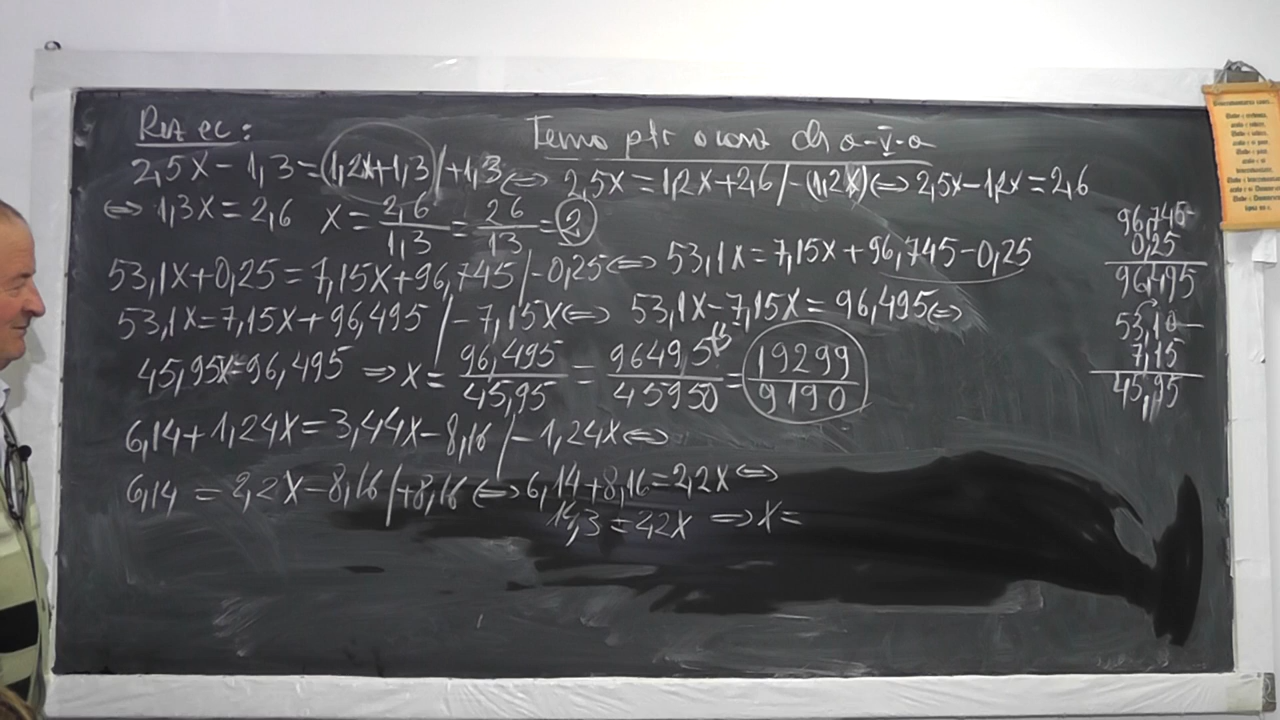 Rez ec:
Tema ptr a cls a-V-a
2,5x-1,3=1,2x+1,3/+1,3 ⇔ 2,5x=1,2x+2,6/-(1,2x) ⇔ 2,5x-1,2x=2,6
⇔ 1,3x=2,6 x=2,6/1,3=26/13=2
53,1x+0,25=7,15x+96,745/-0,25 ⇔ 53,1x=7,15x+96,745-0,25
53,1x=7,15x+96,495/-7,15x ⇔ 53,1x-7,15x=96,495 ⇔
45,95x=96,495 ⇒ x=96,495/45,95=96495/45950=19299/9190
6,14+1,24x=3,44x-8,16/-1,24x ⇔
6,14=2,2x-8,16/+8,16 ⇔ 6,14+8,16=2,2x ⇔
14,3=2,2x ⇒ x=
96,745-
0,25
96,495
53,10-
7,15
45,95